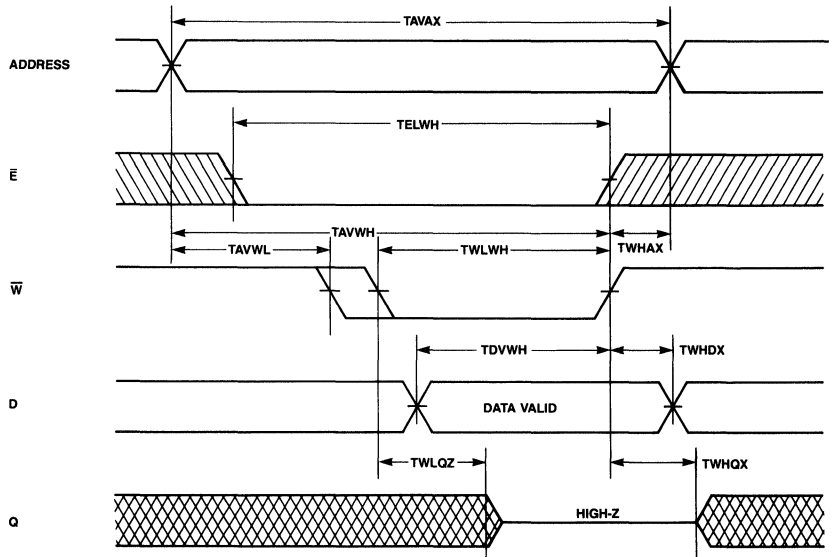 TAVAX
ADDRESS
TELWH
E̅
TAVWH
TAVWL
TWLWH
TWHAX
W̅
TDVWH
TWHDX
D
DATA VALID
TWLQZ
TWHQX
Q
HIGH-Z